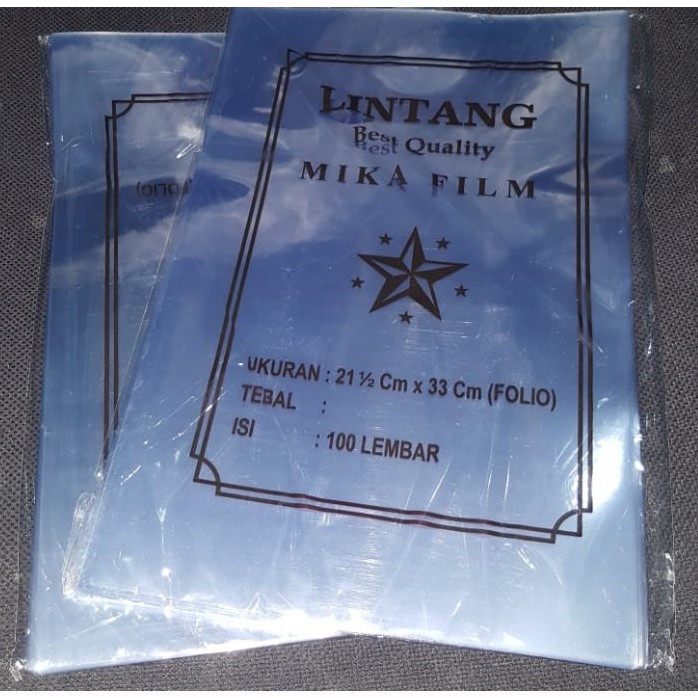 LINTANG
Best Quality
MIKA FILM
UKURAN : 21 ½ Cm x 33 Cm (FOLIO)
TEBAL :
ISI : 100 LEMBAR